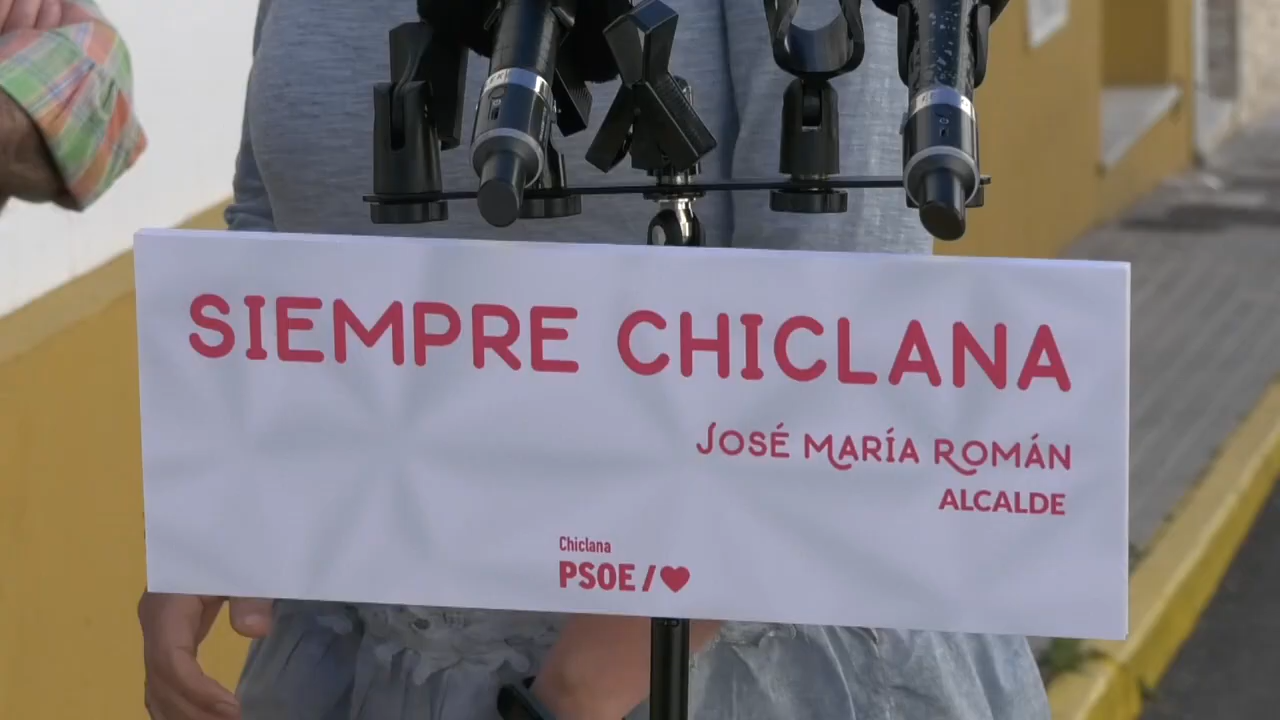 SIEMPRE CHICLANA
JOSÉ MARÍA ROMÁN
ALCALDE
Chiclana
PSOE/❤